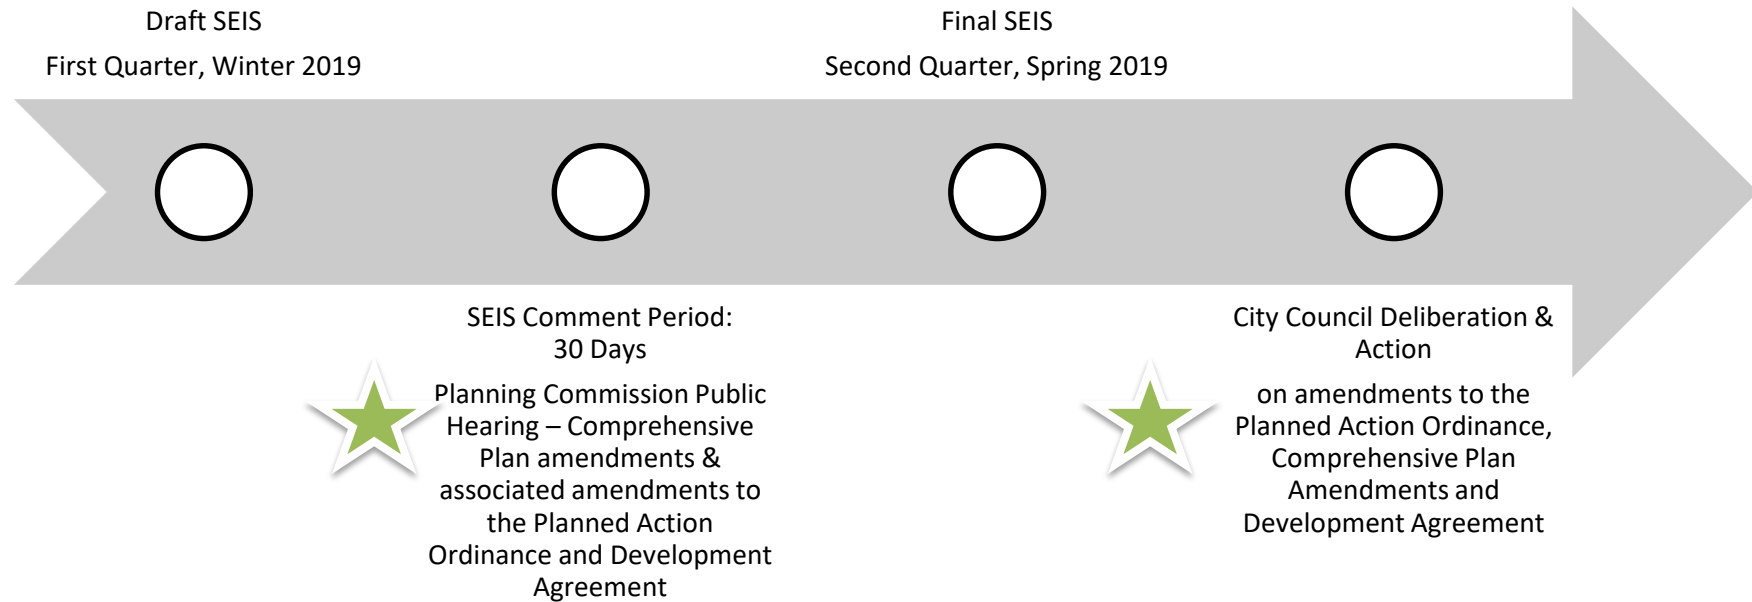 Draft SEIS
First Quarter, Winter 2019
Final SEIS
Second Quarter, Spring 2019
SEIS Comment Period:
30 Days
Planning Commission Public
Hearing – Comprehensive
Plan amendments &
associated amendments to
the Planned Action
Ordinance and Development
Agreement
City Council Deliberation &
Action
on amendments to the
Planned Action Ordinance,
Comprehensive Plan
Amendments and
Development Agreement